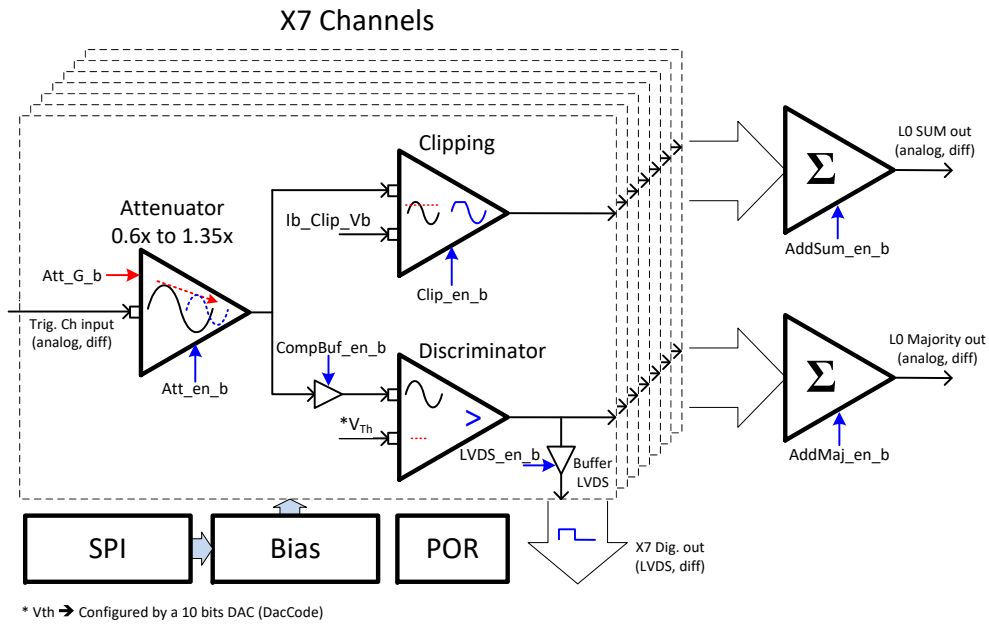 X7 Channels
Clipping
L0 SUM out
(analog, diff)
Σ
Attenuator
0.6x to 1.35x
Ib_Clip_Vb
AddSum_en_b
Att_G_b
Clip_en_b
Trig. Ch input
(analog, diff)
CompBuf_en_b
Discriminator
L0 Majority out
(analog, diff)
Att_en_b
Σ
>
*VTh
LVDS_en_b
Buffer
LVDS
AddMaj_en_b
SPI
Bias
POR
X7 Dig. out
(LVDS, diff)
* Vth ➔ Configured by a 10 bits DAC (DacCode)